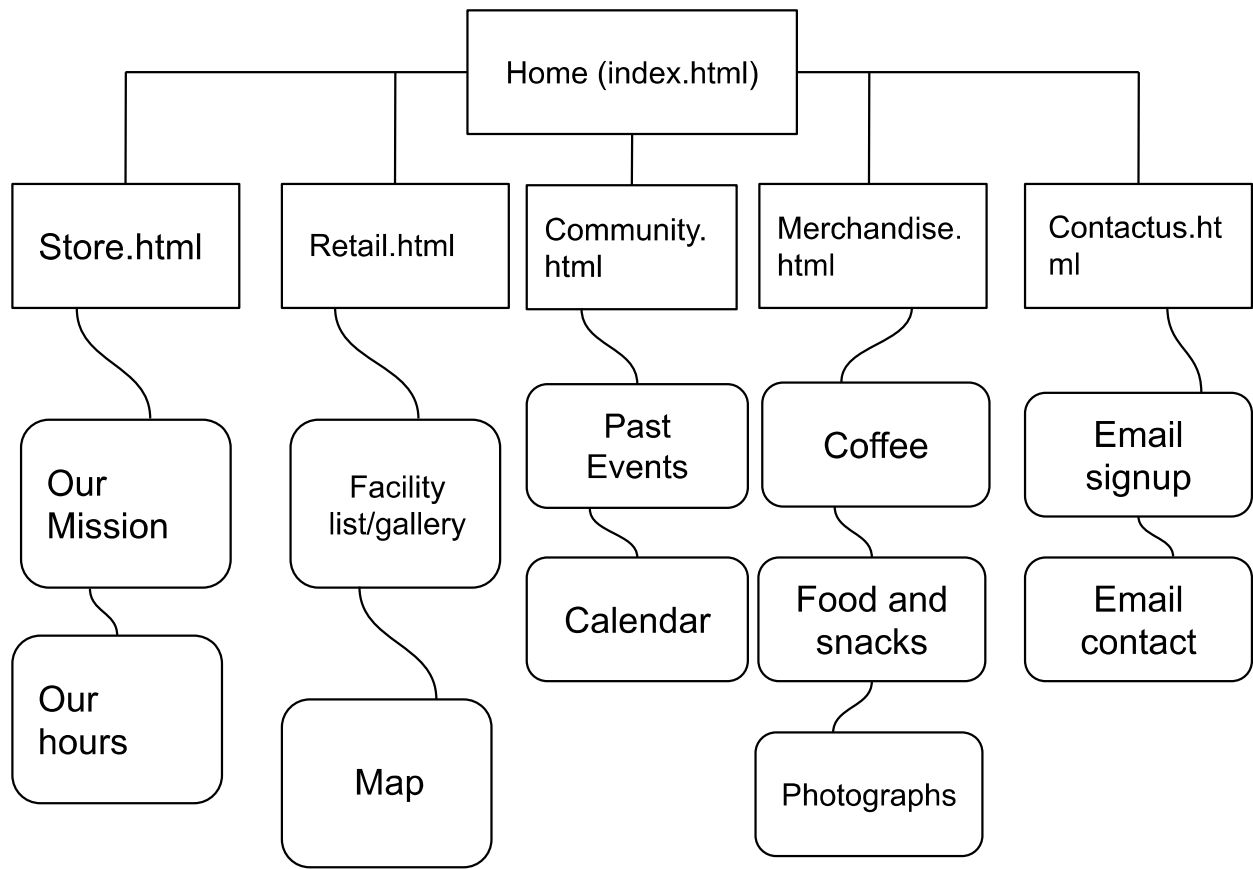 Home (index.html)
Store.html
Retail.html
Community.
html
Merchandise.
html
Contactus.ht
ml
Our
Mission
Facility
list/gallery
Past
Events
Coffee
Email
signup
Our
hours
Map
Calendar
Food and
snacks
Email
contact
Photographs